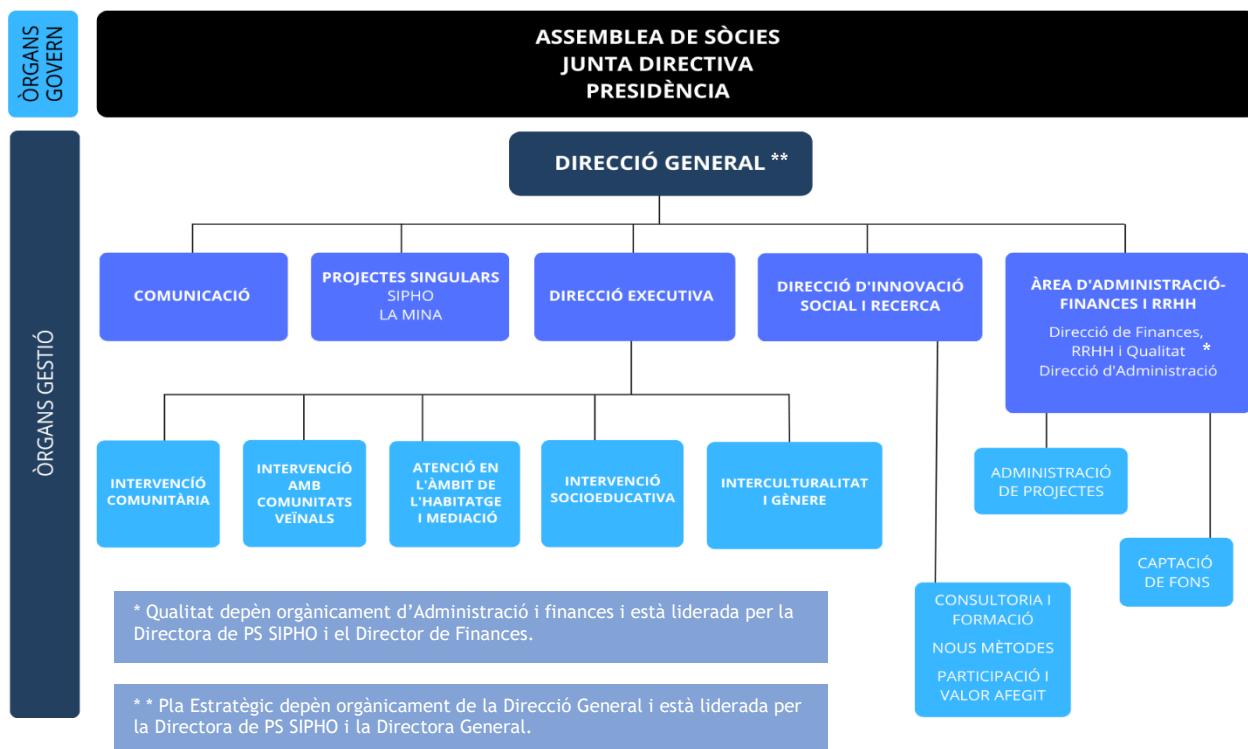 ÒRGANS
GOVERN
ASSEMBLEA DE SÒCIES
JUNTA DIRECTIVA
PRESIDÈNCIA
ÒRGANS GESTIÓ
DIRECCIÓ GENERAL **
COMUNICACIÓ
PROJECTES SINGULARS
SIPHO
LA MINA
DIRECCIÓ EXECUTIVA
DIRECCIÓ D'INNOVACIÓ
SOCIAL I RECERCA
ÀREA D'ADMINISTRACIÓ-
FINANCES I RRHH
Direcció de Finances,
RRHH i Qualitat *
Direcció d'Administració
INTERVENCÍÓ
COMUNITÀRIA
INTERVENCÍÓ
AMB
COMUNITATS
VEÏNALS
ATENCIÓ EN
L'ÀMBIT DE
L'HABITATGE
I MEDIACIÓ
INTERVENCIÓ
SOCIOEDUCATIVA
INTERCULTURALITAT
I GÈNERE
ADMINISTRACIÓ
DE PROJECTES
CAPTACIÓ
DE FONS
CONSULTORIA I
FORMACIÓ
NOUS MÈTODES
PARTICIPACIÓ I
VALOR AFEGIT
* Qualitat depèn orgànicament d’Administració i finances i està liderada per la
Directora de PS SIPHO i el Director de Finances.
* * Pla Estratègic depèn orgànicament de la Direcció General i està liderada per
la Directora de PS SIPHO i la Directora General.